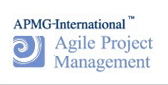 APMG-International™
Agile Project
Management